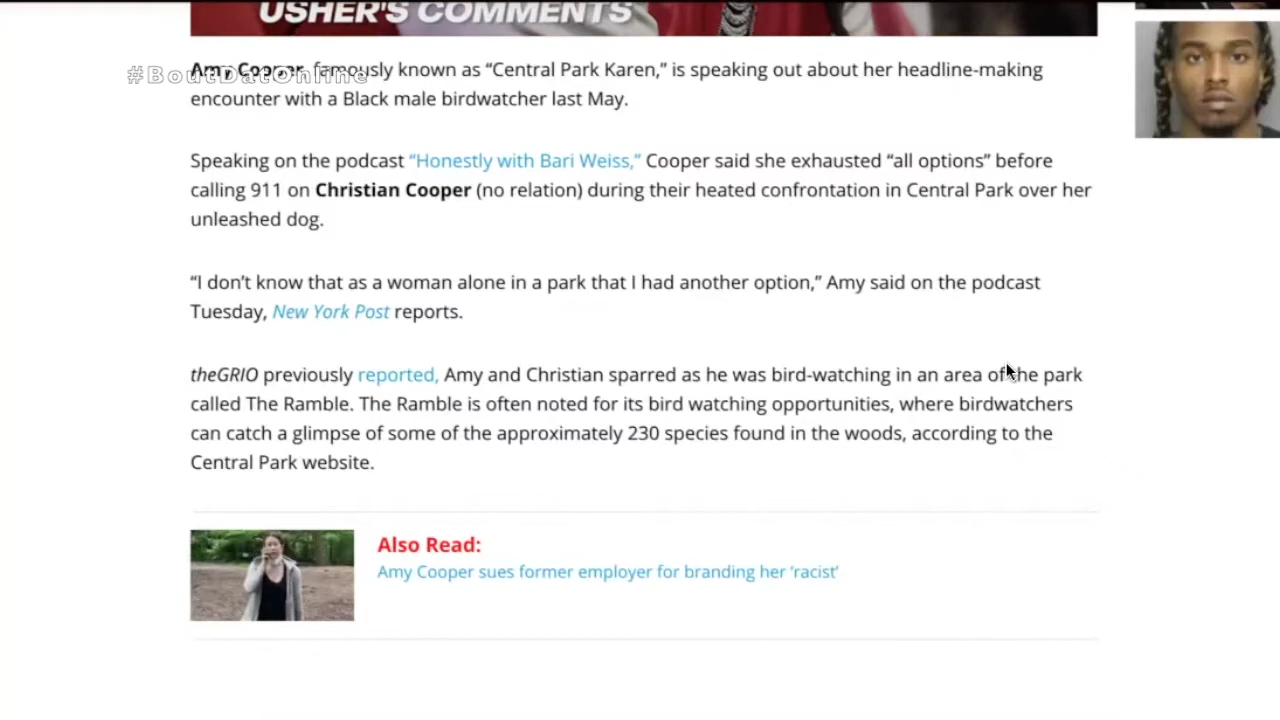 USHER'S COMMENTS
#BoutDatOnline
Amy Cooper, famously known as “Central Park Karen,” is speaking out about her headline-making
encounter with a Black male birdwatcher last May.
Speaking on the podcast “Honestly with Bari Weiss,” Cooper said she exhausted “all options” before
calling 911 on Christian Cooper (no relation) during their heated confrontation in Central Park over her
unleashed dog.
“I don’t know that as a woman alone in a park that I had another option,” Amy said on the podcast
Tuesday, New York Post reports.
theGRIO previously reported, Amy and Christian sparred as he was bird-watching in an area of the park
called The Ramble. The Ramble is often noted for its bird watching opportunities, where birdwatchers
can catch a glimpse of some of the approximately 230 species found in the woods, according to the
Central Park website.
Also Read:
Amy Cooper sues former employer for branding her ‘racist’